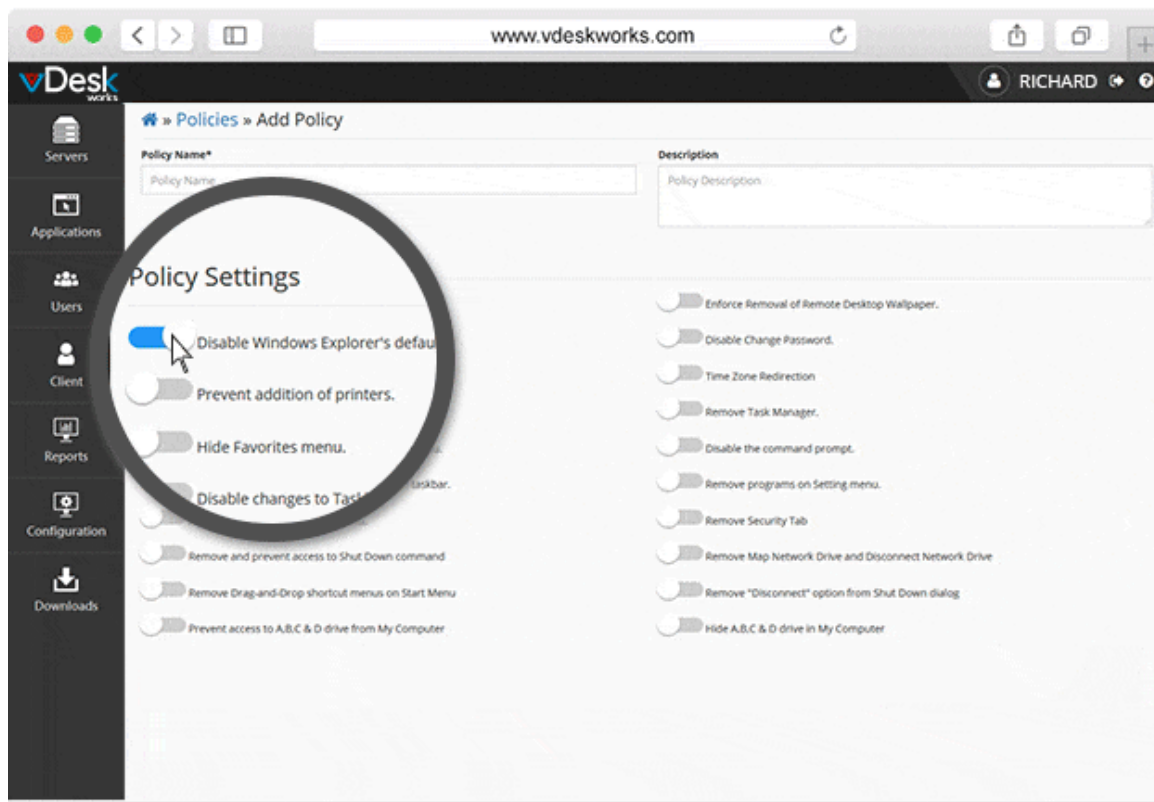 www.vdeskworks.com
vDesk
works
RICHARD
» Policies » Add Policy
Servers
Policy Name*
Description
Policy Name
Policy Description
Applications
Policy Settings
Users
Enforce Removal of Remote Desktop Wallpaper.
Disable Windows Explorer's defau
Disable Change Password.
Client
Time Zone Redirection
Prevent addition of printers.
Remove Task Manager.
Reports
Hide Favorites menu.
Disable the command prompt.
taskbar.
Remove programs on Setting menu.
Disable changes to Tas
Configuration
Remove Security Tab
Remove and prevent access to Shut Down command
Remove Map Network Drive and Disconnect Network Drive
Downloads
Remove Drag-and-Drop shortcut menus on Start Menu
Remove "Disconnect" option from Shut Down dialog
Prevent access to A,B,C & D drive from My Computer
Hide A,B,C & D drive in My Computer